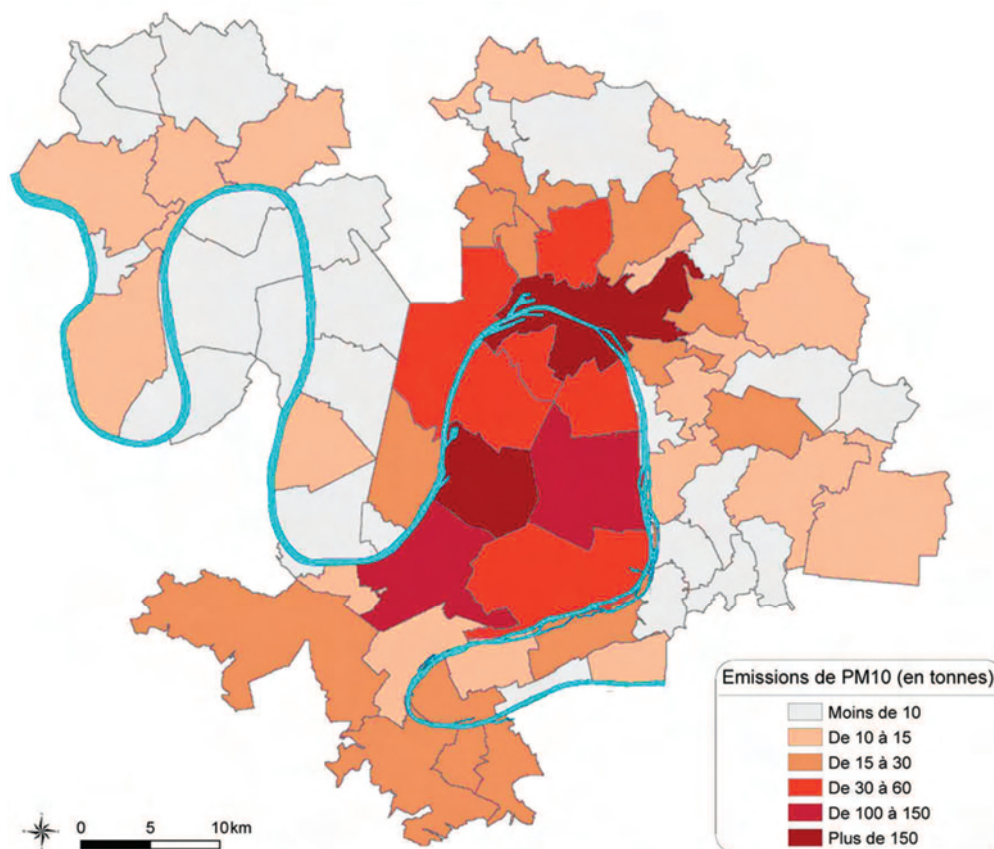 Emissions de PM10 (en tonnes)
Moins de 10
De 10 à 15
De 15 à 30
De 30 à 60
De 100 à 150
Plus de 150
0 5 10km